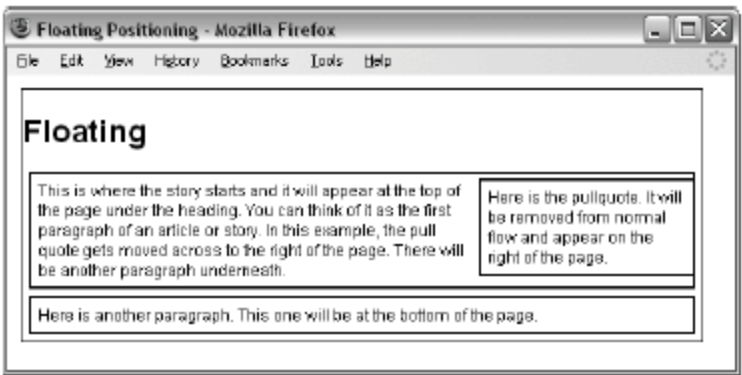 Floating Positioning - Mozilla Firefox
File Edit View History Bookmarks Tools Help
Floating
This is where the story starts and it will appear at the top of
the page under the heading. You can think of it as the first
paragraph of an article or story. In this example, the pull
quote gets moved across to the right of the page. There will
be another paragraph underneath.
Here is the pullquote. It will
be removed from normal
flow and appear on the
right of the page.
Here is another paragraph. This one will be at the bottom of the page.